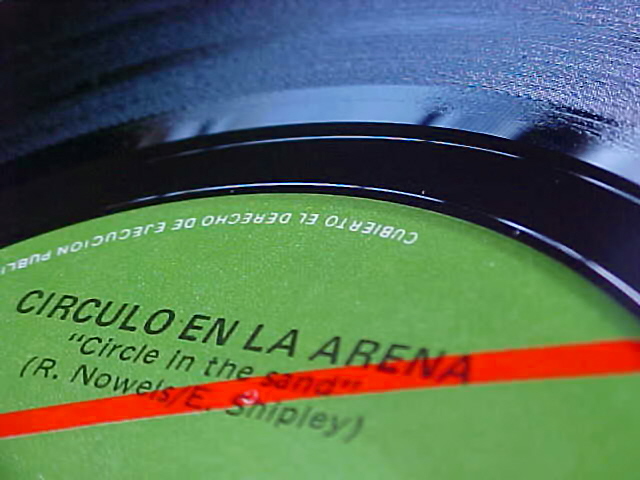 CUBIERTO EL DERECHO DE EJECUCION PUBLI
CIRCULO EN LA ARENA
"Circle in the sand"
(R. Nowels/E. Shipley)